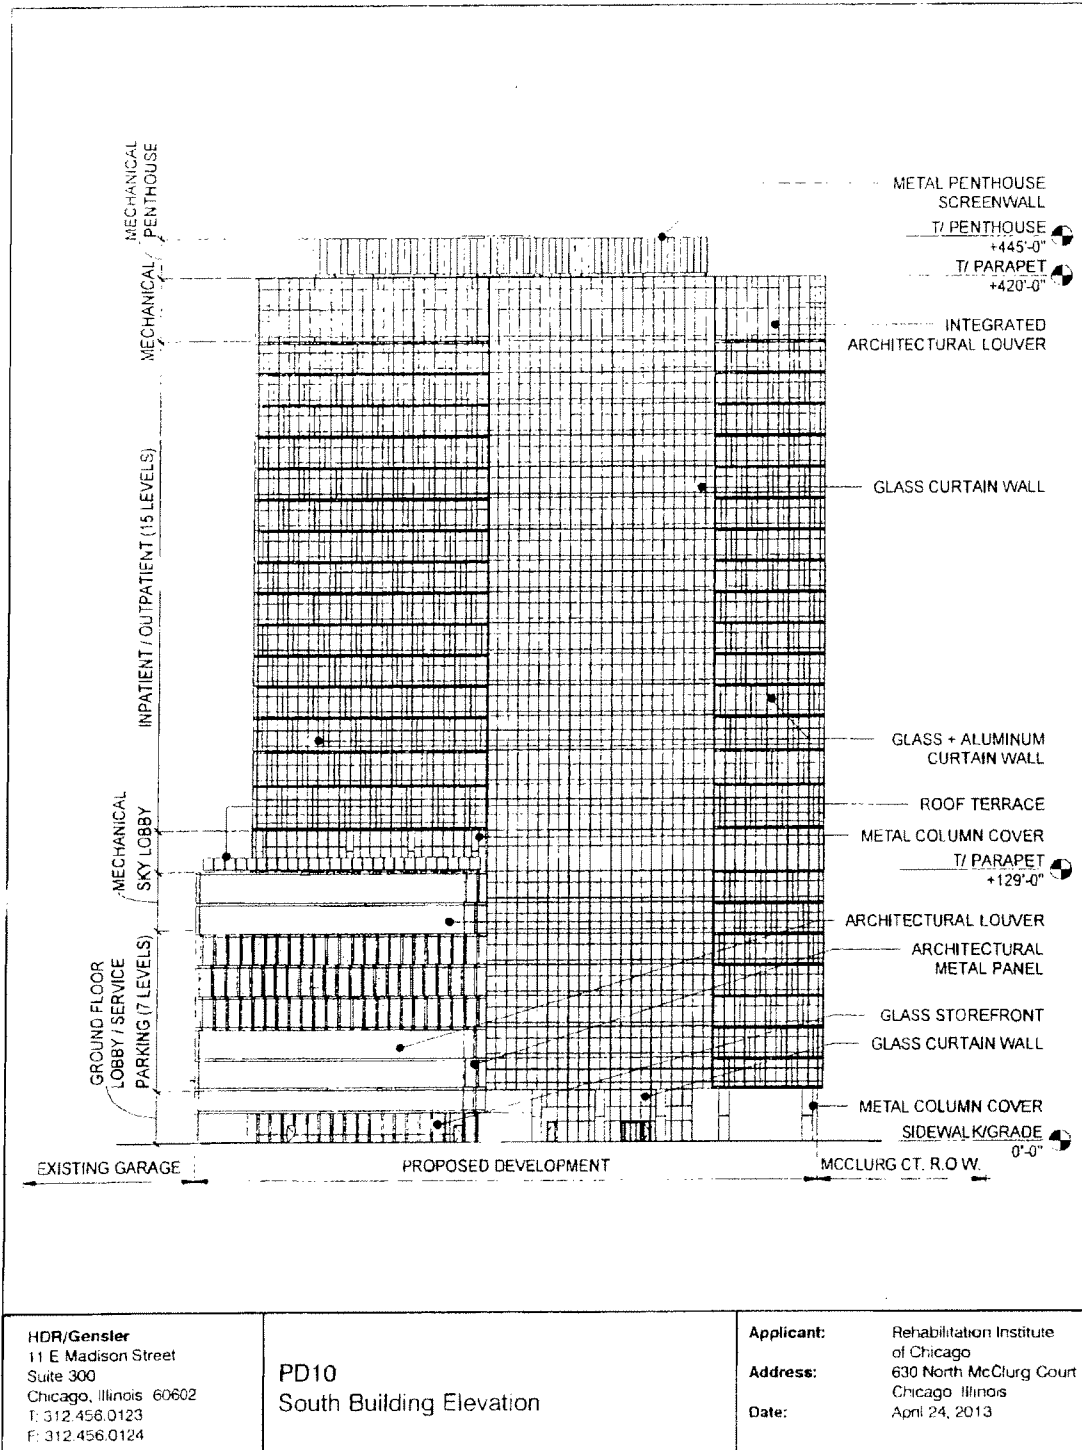 MECHANICAL
PENTHOUSE
MECHANICAL
INPATIENT / OUTPATIENT (15 LEVELS)
MECHANICAL
SKY LOBBY
GROUND FLOOR
LOBBY / SERVICE
PARKING (7 LEVELS)
METAL PENTHOUSE
SCREENWALL
T/ PENTHOUSE
+445'-0"
T/ PARAPET
+420'-0"
INTEGRATED
ARCHITECTURAL LOUVER
GLASS CURTAIN WALL
GLASS + ALUMINUM
CURTAIN WALL
ROOF TERRACE
METAL COLUMN COVER
T/ PARAPET
+129'-0"
ARCHITECTURAL LOUVER
ARCHITECTURAL
METAL PANEL
GLASS STOREFRONT
GLASS CURTAIN WALL
METAL COLUMN COVER
SIDEWALK/GRADE
0'-0"
EXISTING GARAGE
PROPOSED DEVELOPMENT
MCCLURG CT. R.O.W.
HDR/Gensler
11 E Madison Street
Suite 300
Chicago, Illinois 60602
T: 312.456.0123
F: 312.456.0124
PD10
South Building Elevation
Applicant: Rehabilitation Institute
of Chicago
Address: 630 North McClurg Court
Chicago Illinois
Date: April 24, 2013